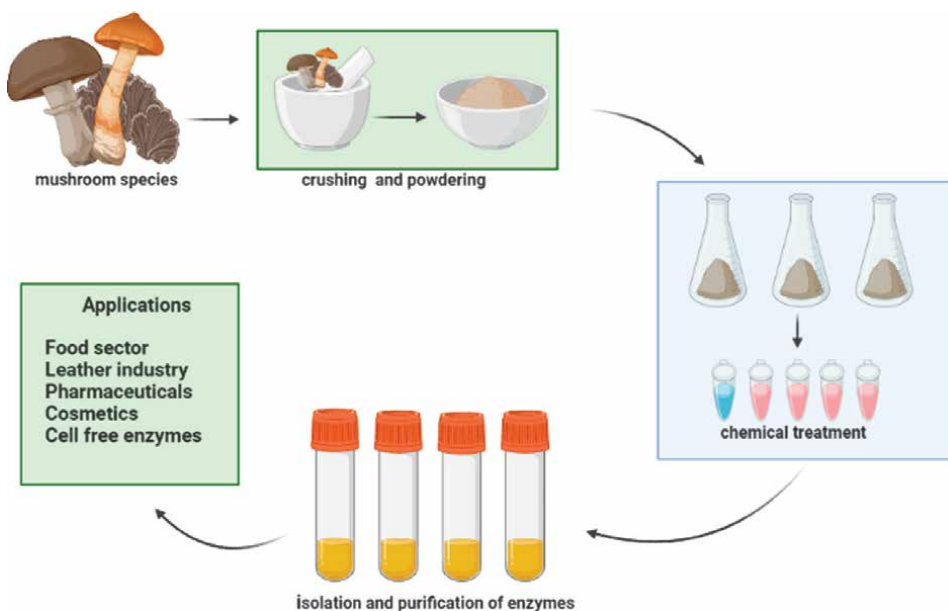 mushroom species
crushing and powdering
chemical treatment
isolation and purification of enzymes
Applications
Food sector
Leather industry
Pharmaceuticals
Cosmetics
Cell free enzymes